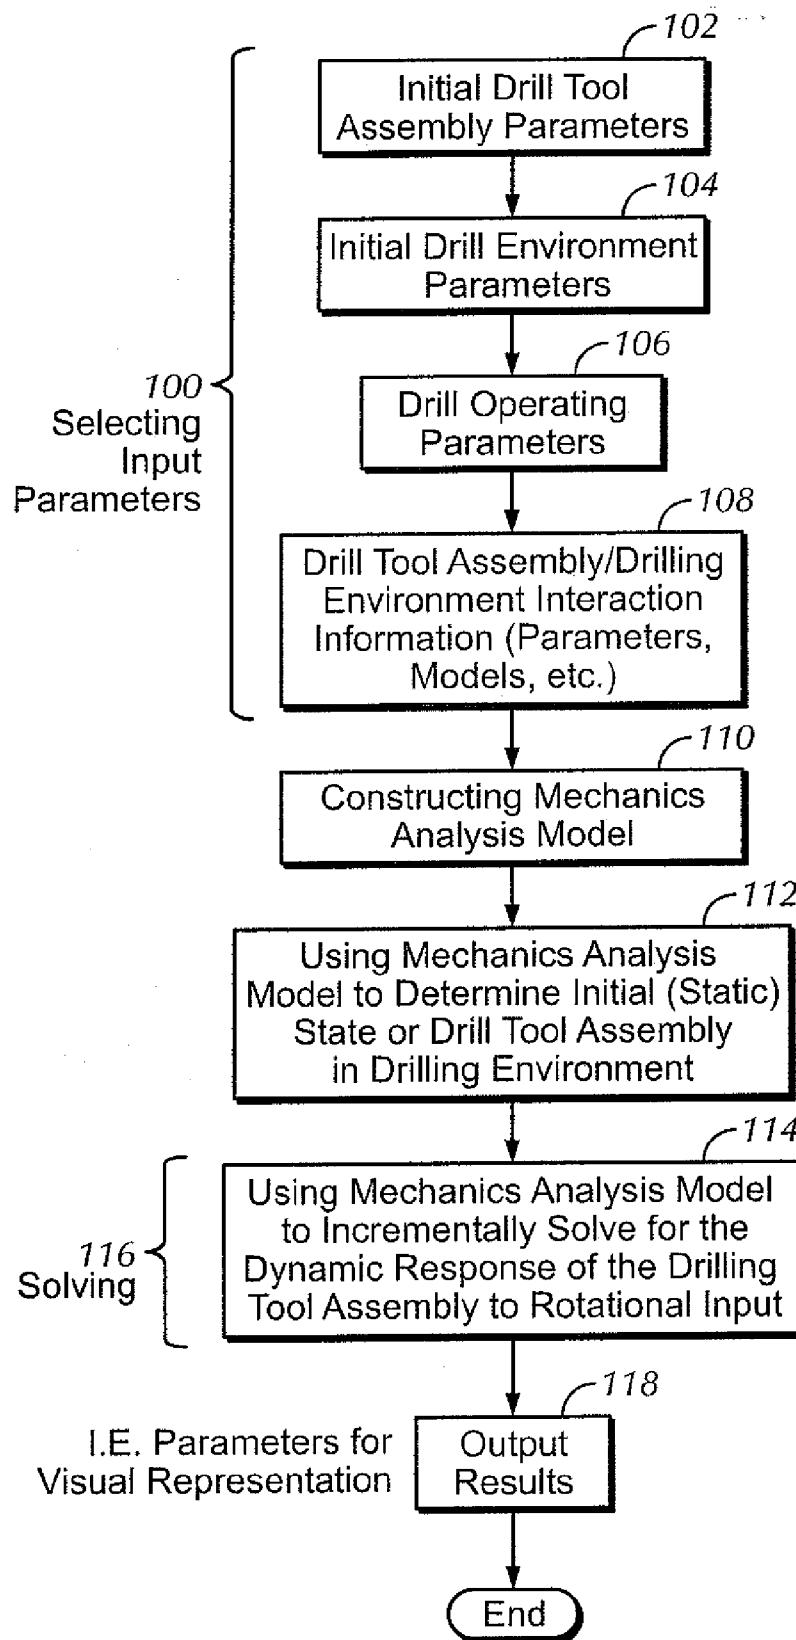 102
Initial Drill Tool
Assembly Parameters
104
Initial Drill Environment
Parameters
106
100
Selecting
Input
Parameters
Drill Operating
Parameters
108
Drill Tool Assembly/Drilling
Environment Interaction
Information (Parameters,
Models, etc.)
110
Constructing Mechanics
Analysis Model
112
Using Mechanics Analysis
Model to Determine Initial (Static)
State or Drill Tool Assembly
in Drilling Environment
114
116
Solving
Using Mechanics Analysis Model
to Incrementally Solve for the
Dynamic Response of the Drilling
Tool Assembly to Rotational Input
118
I.E. Parameters for
Visual Representation
Output
Results
End